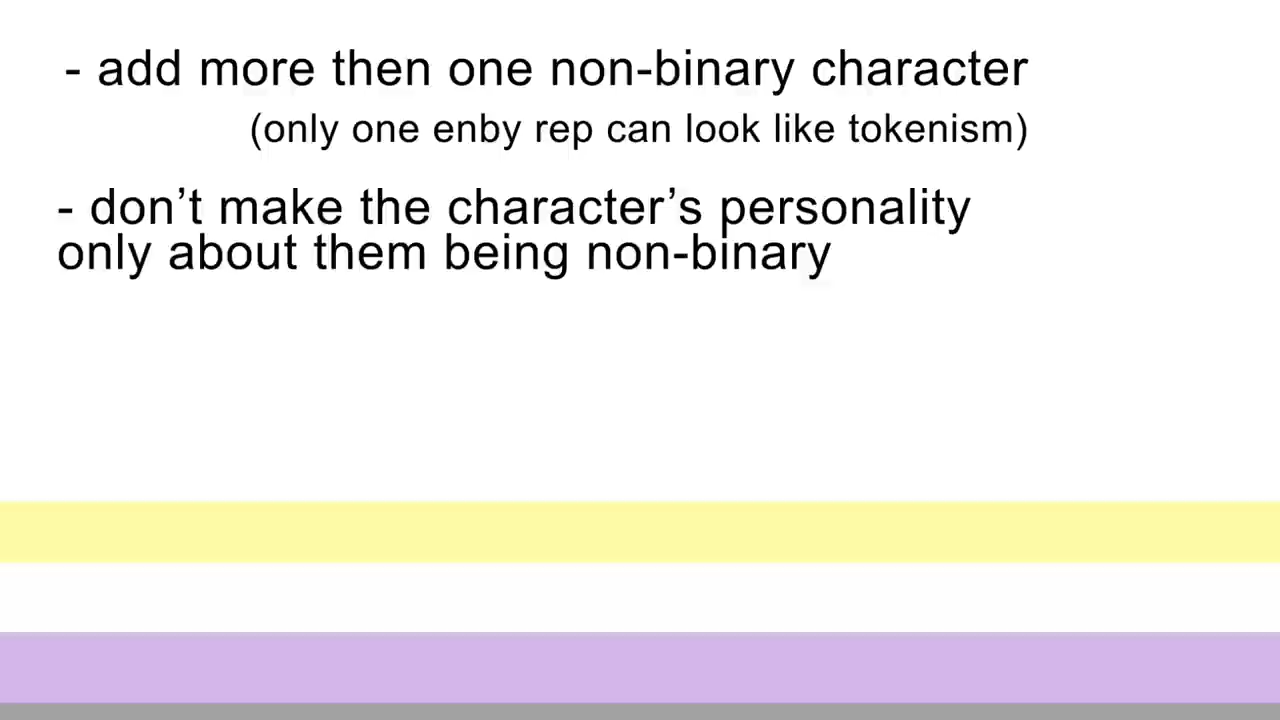 - add more then one non-binary character
(only one enby rep can look like tokenism)
- don’t make the character’s personality
only about them being non-binary